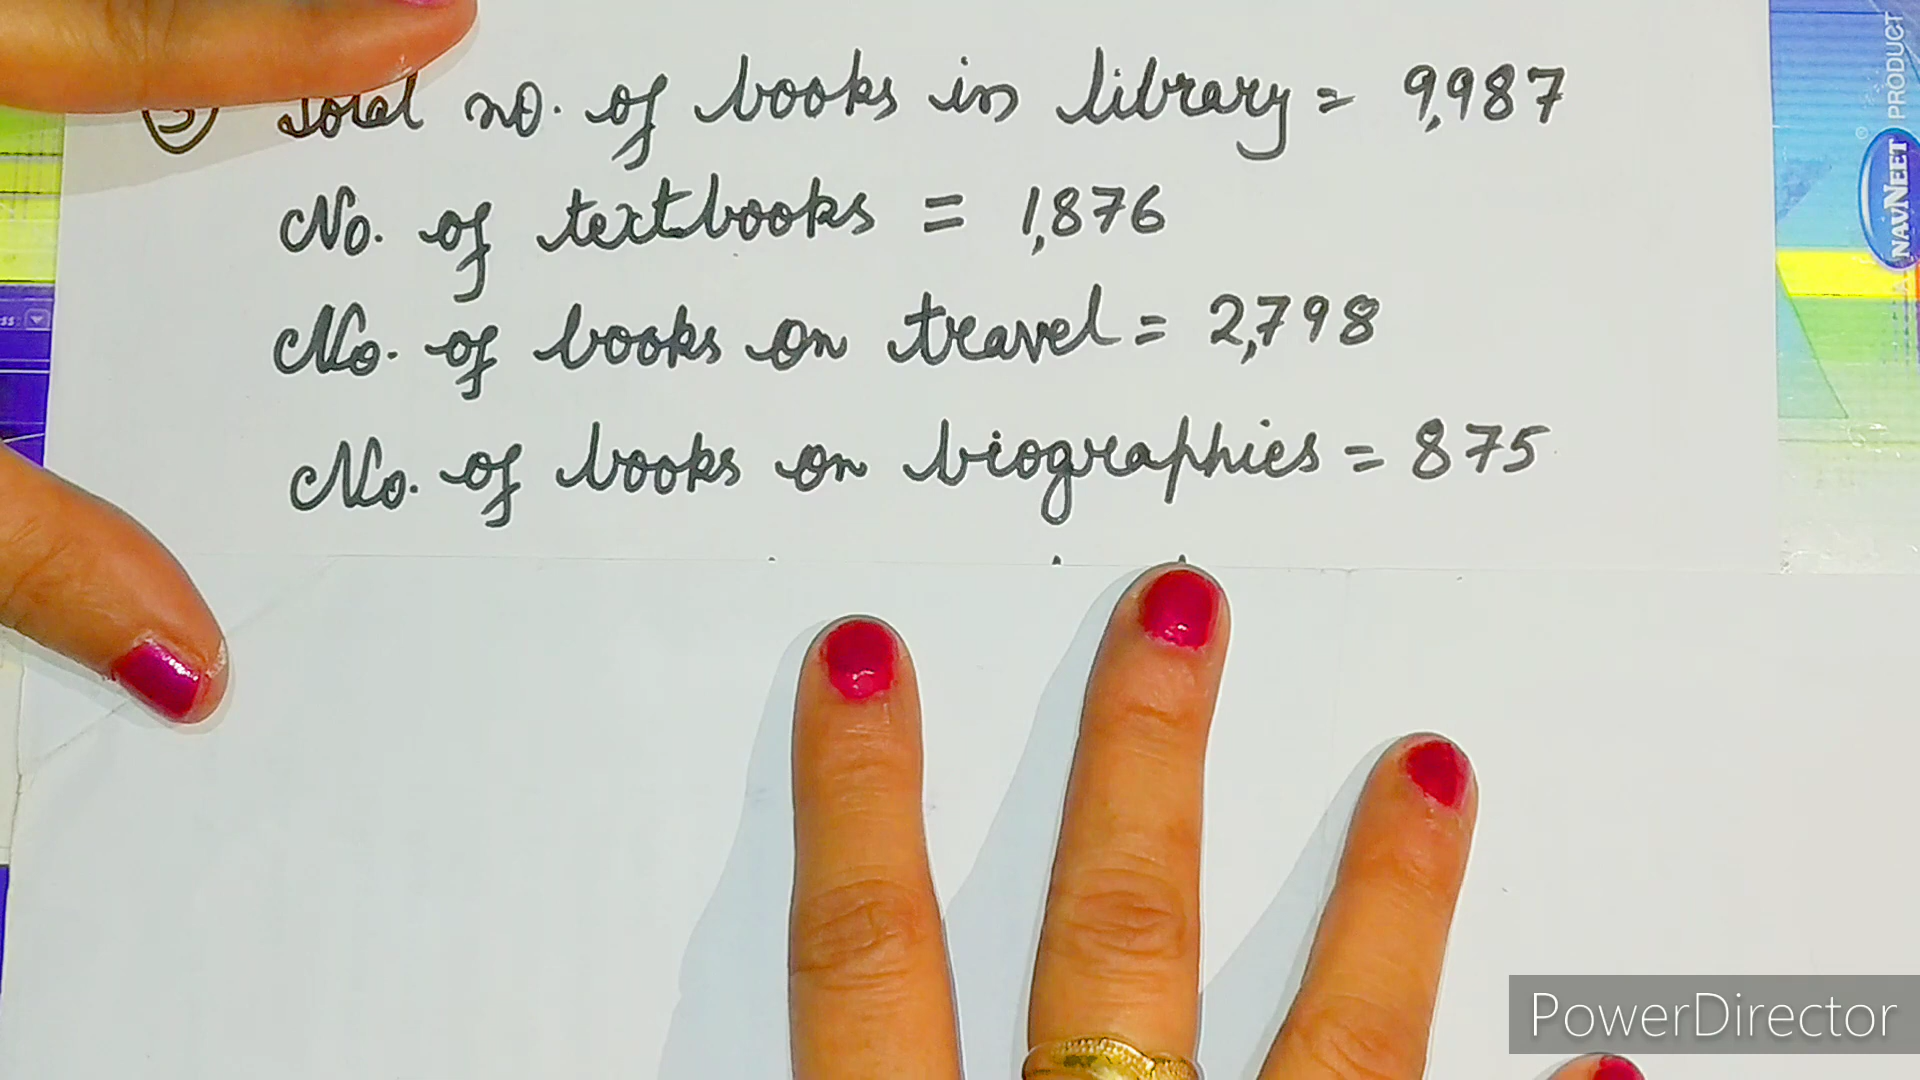 ③ Total no. of books in library = 9,987
No. of textbooks = 1,876
No. of books on travel = 2,798
No. of books on biographies = 875
NAVNEET
PRODUCT
PowerDirector